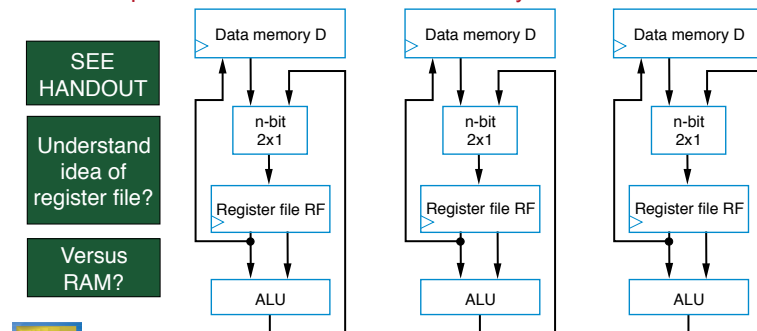 SEE
HANDOUT
Understand
idea of
register file?
Versus
RAM?
Data memory D
n-bit
2x1
Register file RF
ALU
Data memory D
n-bit
2x1
Register file RF
ALU
Data memory D
n-bit
2x1
Register file RF
ALU